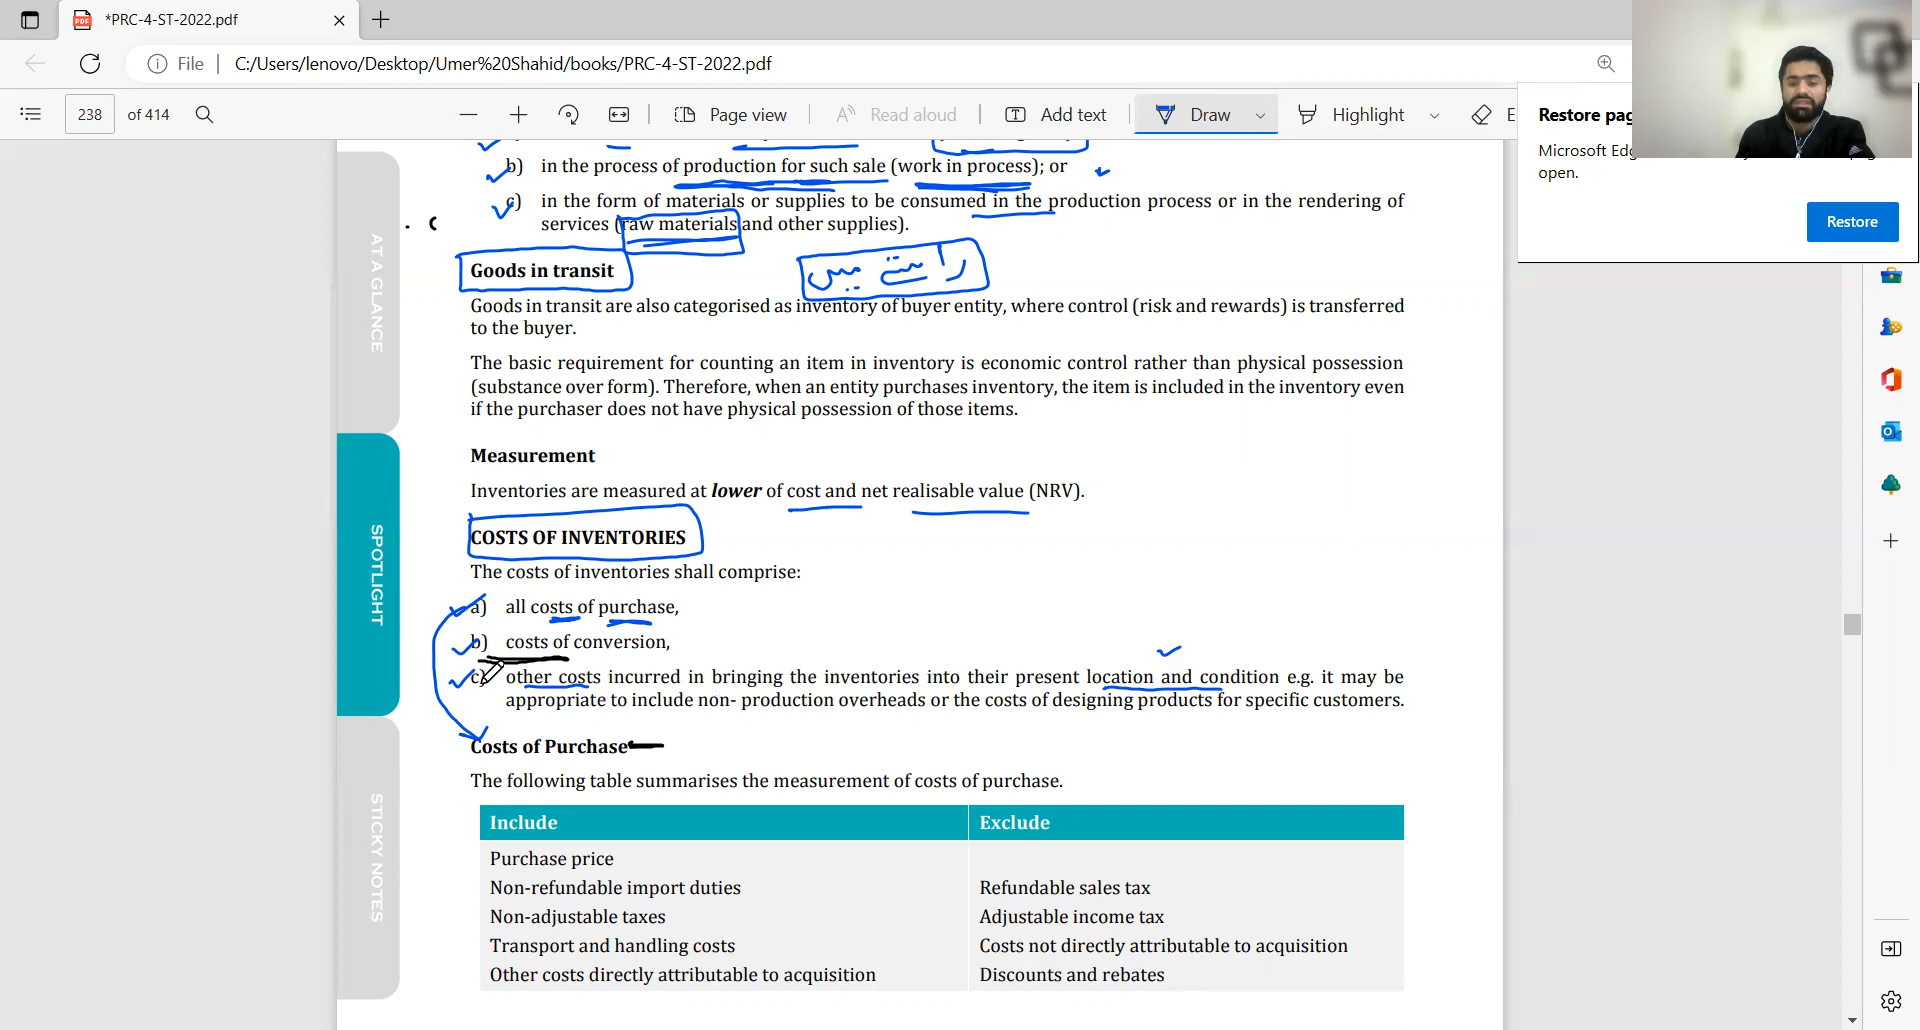 *PRC-4-ST-2022.pdf
File
C:/Users/lenovo/Desktop/Umer%20Shahid/books/PRC-4-ST-2022.pdf
238 of 414
Page view
Read aloud
Add text
Draw
Highlight
E
Restore pag
Microsoft Edg
open.
Restore
b) in the process of production for such sale (work in process); or
c) in the form of materials or supplies to be consumed in the production process or in the rendering of
services (raw materials and other supplies).
Goods in transit
راستے میں
Goods in transit are also categorised as inventory of buyer entity, where control (risk and rewards) is transferred
to the buyer.
The basic requirement for counting an item in inventory is economic control rather than physical possession
(substance over form). Therefore, when an entity purchases inventory, the item is included in the inventory even
if the purchaser does not have physical possession of those items.
Measurement
Inventories are measured at lower of cost and net realisable value (NRV).
COSTS OF INVENTORIES
The costs of inventories shall comprise:
a) all costs of purchase,
b) costs of conversion,
c) other costs incurred in bringing the inventories into their present location and condition e.g. it may be
appropriate to include non- production overheads or the costs of designing products for specific customers.
Costs of Purchase
The following table summarises the measurement of costs of purchase.
Include Exclude
Purchase price
Non-refundable import duties Refundable sales tax
Non-adjustable taxes Adjustable income tax
Transport and handling costs Costs not directly attributable to acquisition
Other costs directly attributable to acquisition Discounts and rebates
AT A GLANCE
SPOTLIGHT
STICKY NOTES